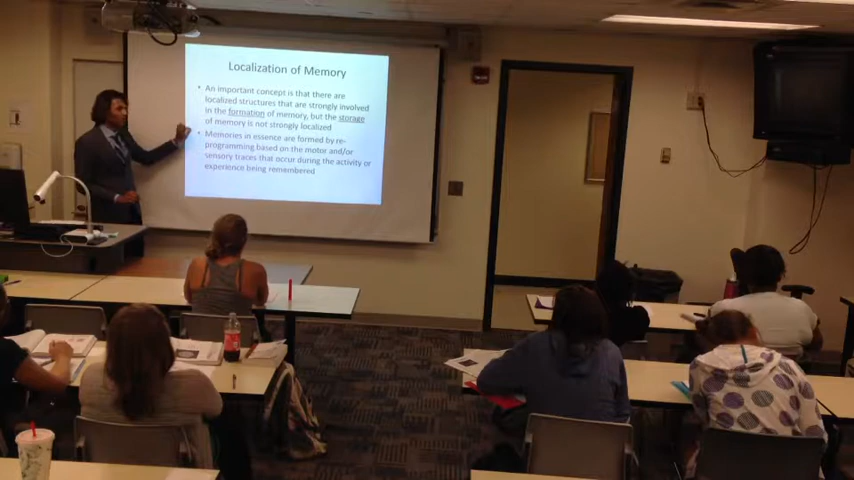 Localization of Memory
• An important concept is that there are
localized structures that are strongly involved
in the formation of memory, but the storage
of memory is not strongly localized
• Memories in essence are formed by re-
programming based on the motor and/or
sensory traces that occur during the activity or
experience being remembered